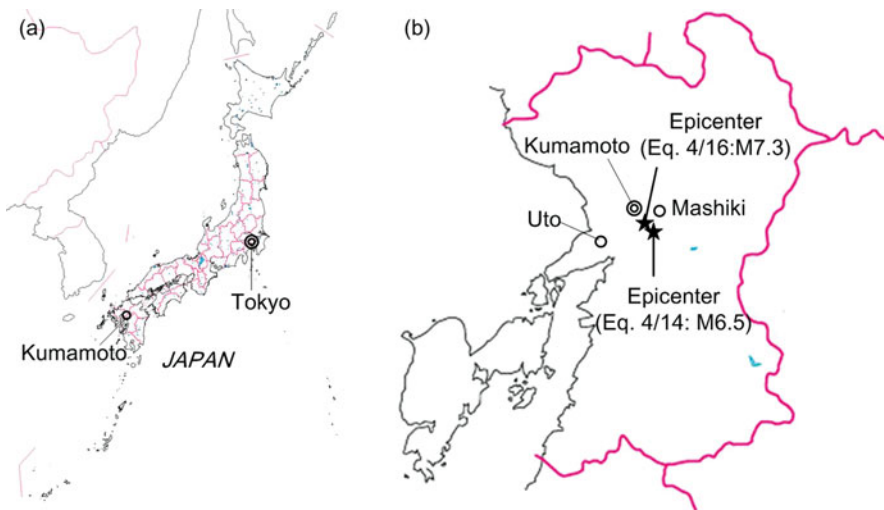 (a)
Tokyo
Kumamoto
JAPAN
(b)
Epicenter
(Eq. 4/16:M7.3)
Kumamoto
Mashiki
Uto
Epicenter
(Eq. 4/14: M6.5)